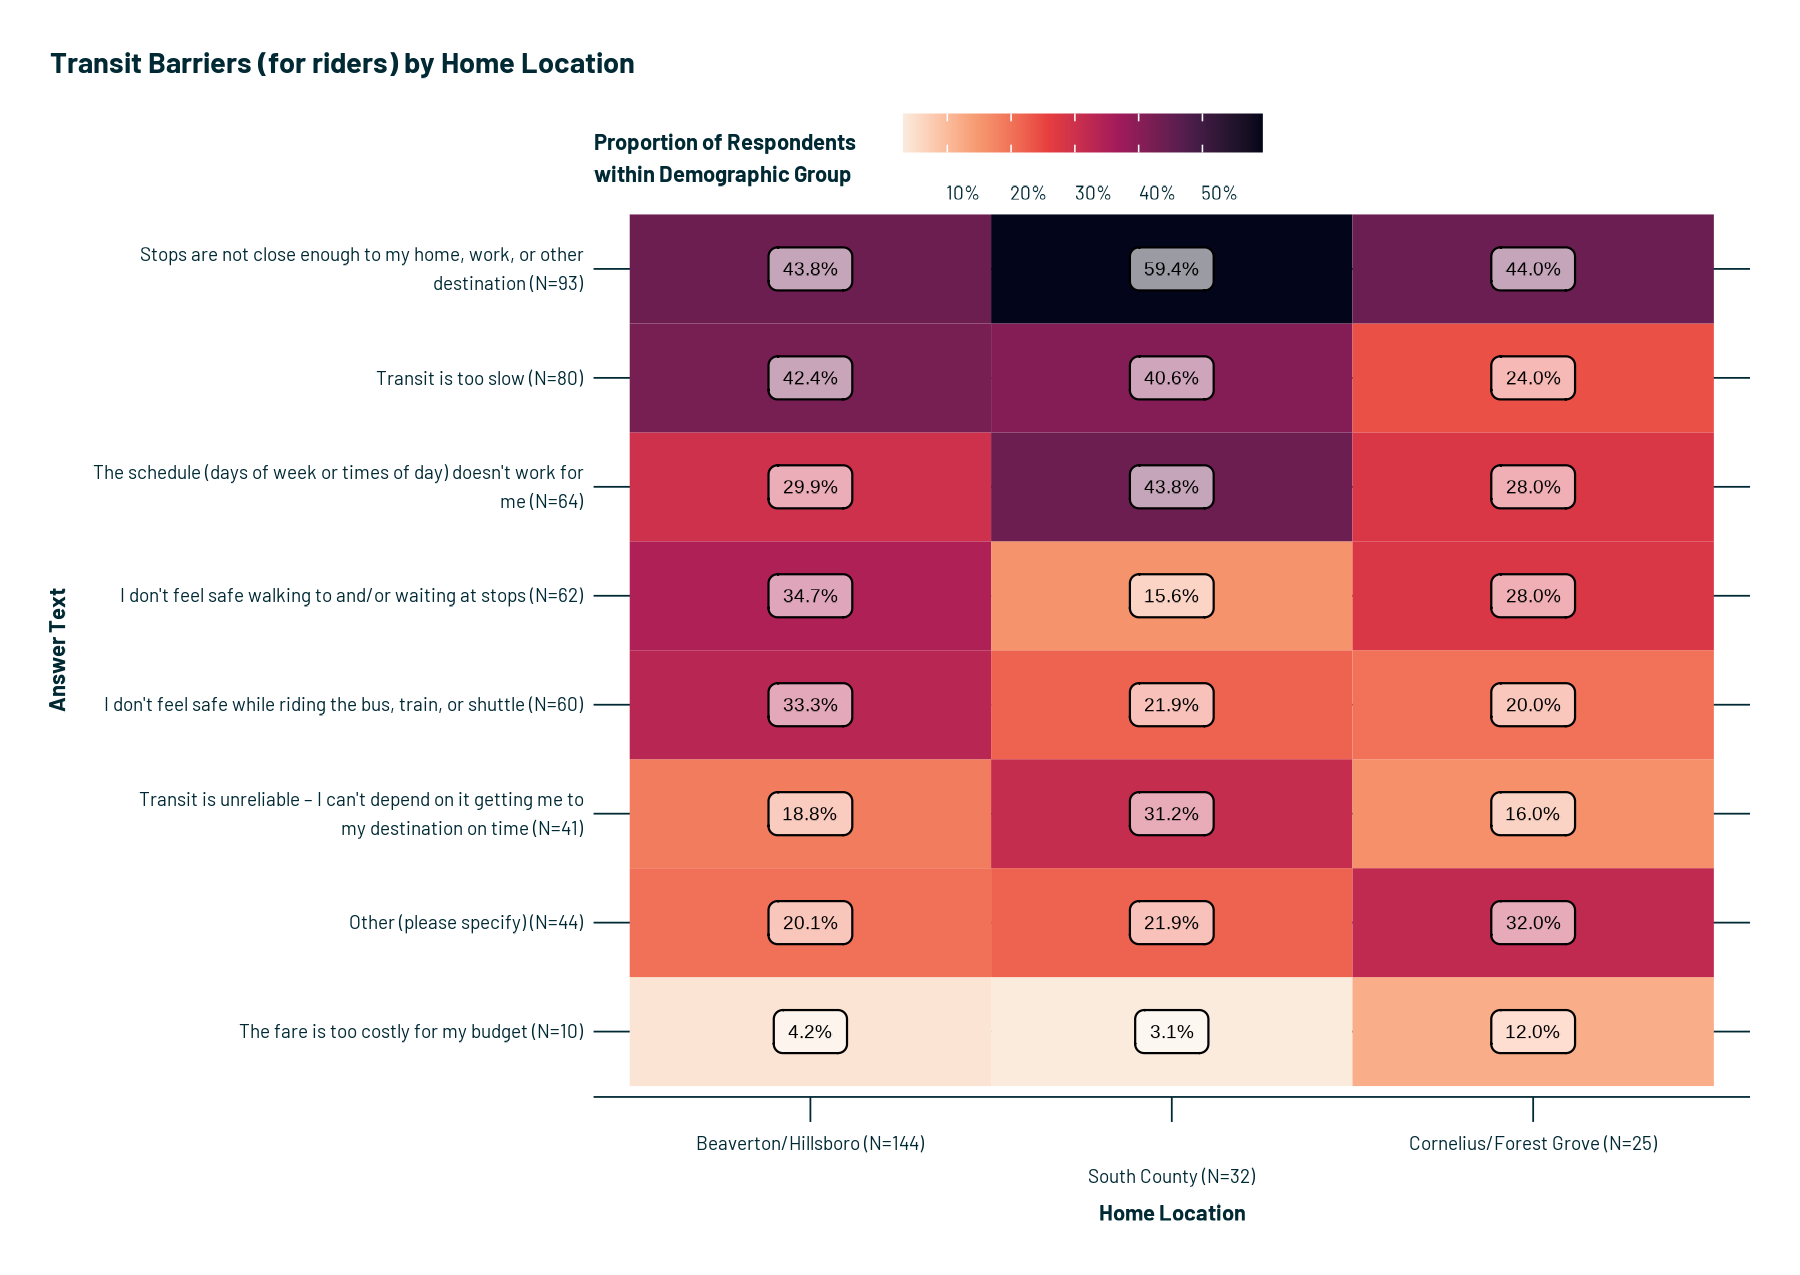 Transit Barriers (for riders) by Home Location
Proportion of Respondents
within Demographic Group
10% 20% 30% 40% 50%
Stops are not close enough to my home, work, or other
destination (N=93)
43.8% 59.4% 44.0%
Transit is too slow (N=80)
42.4% 40.6% 24.0%
The schedule (days of week or times of day) doesn't work for
me (N=64)
29.9% 43.8% 28.0%
I don't feel safe walking to and/or waiting at stops (N=62)
34.7% 15.6% 28.0%
I don't feel safe while riding the bus, train, or shuttle (N=60)
33.3% 21.9% 20.0%
Transit is unreliable – I can't depend on it getting me to
my destination on time (N=41)
18.8% 31.2% 16.0%
Other (please specify) (N=44)
20.1% 21.9% 32.0%
The fare is too costly for my budget (N=10)
4.2% 3.1% 12.0%
Answer Text
Beaverton/Hillsboro (N=144)
South County (N=32)
Cornelius/Forest Grove (N=25)
Home Location